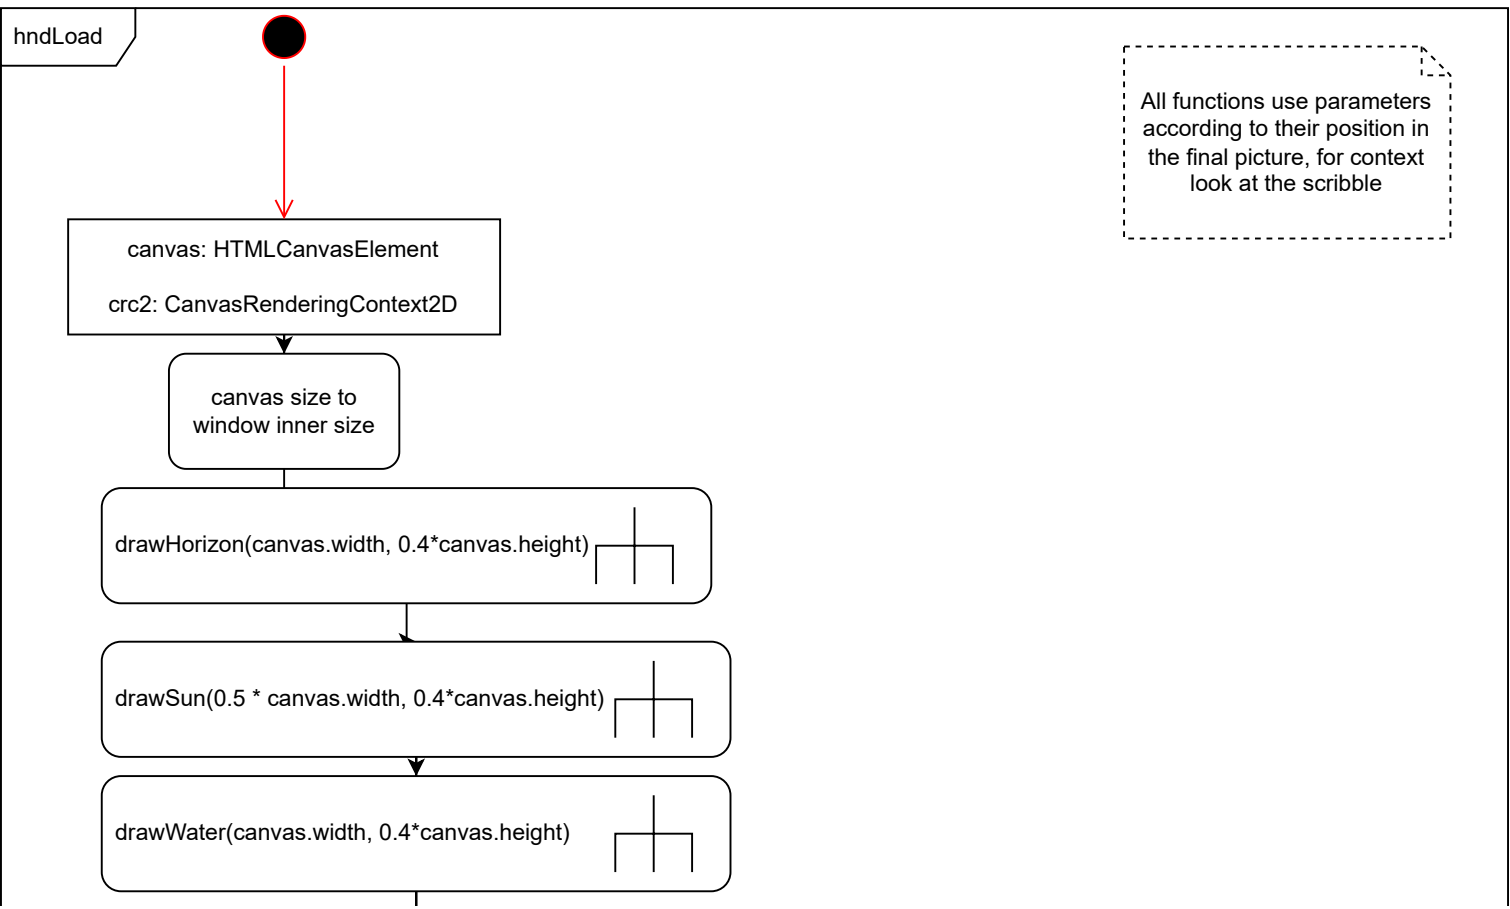 hndLoad
All functions use parameters
according to their position in
the final picture, for context
look at the scribble
canvas: HTMLCanvasElement
crc2: CanvasRenderingContext2D
canvas size to
window inner size
drawHorizon(canvas.width, 0.4*canvas.height)
drawSun(0.5 * canvas.width, 0.4*canvas.height)
drawWater(canvas.width, 0.4*canvas.height)